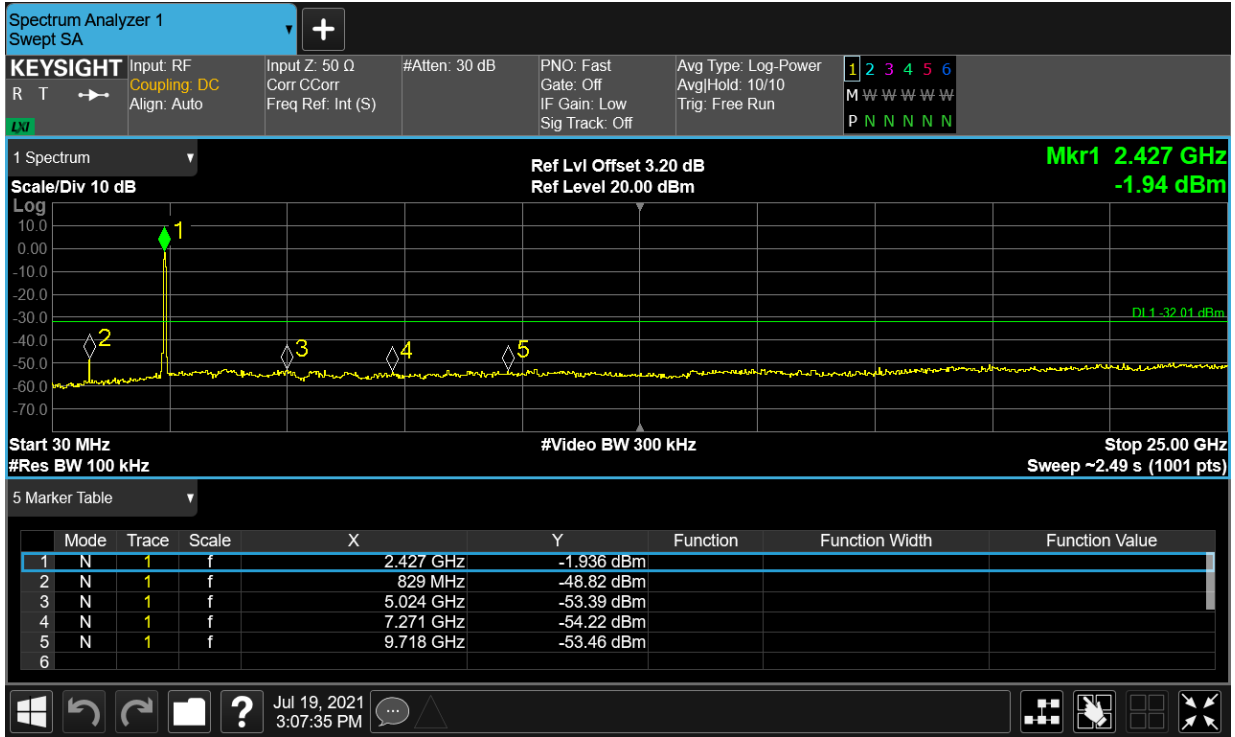 Spectrum Analyzer 1
Swept SA
KEYSIGHT
R T
LXI
Input: RF
Coupling: DC
Align: Auto
Input Z: 50 Ω
Corr CCorr
Freq Ref: Int (S)
#Atten: 30 dB
PNO: Fast
Gate: Off
IF Gain: Low
Sig Track: Off
Avg Type: Log-Power
Avg|Hold: 10/10
Trig: Free Run
1 2 3 4 5 6
M W W W W W
P N N N N N
1 Spectrum
Scale/Div 10 dB
Ref Lvl Offset 3.20 dB
Ref Level 20.00 dBm
Mkr1 2.427 GHz
-1.94 dBm
Log
10.0
0.00
-10.0
-20.0
-30.0
-40.0
-50.0
-60.0
-70.0
1
2
3
4
5
DL1 -32.01 dBm
Start 30 MHz
#Res BW 100 kHz
#Video BW 300 kHz
Stop 25.00 GHz
Sweep ~2.49 s (1001 pts)
5 Marker Table
Mode Trace Scale X Y Function Function Width Function Value
1 N 1 f 2.427 GHz -1.936 dBm
2 N 1 f 829 MHz -48.82 dBm
3 N 1 f 5.024 GHz -53.39 dBm
4 N 1 f 7.271 GHz -54.22 dBm
5 N 1 f 9.718 GHz -53.46 dBm
6
?
Jul 19, 2021
3:07:35 PM